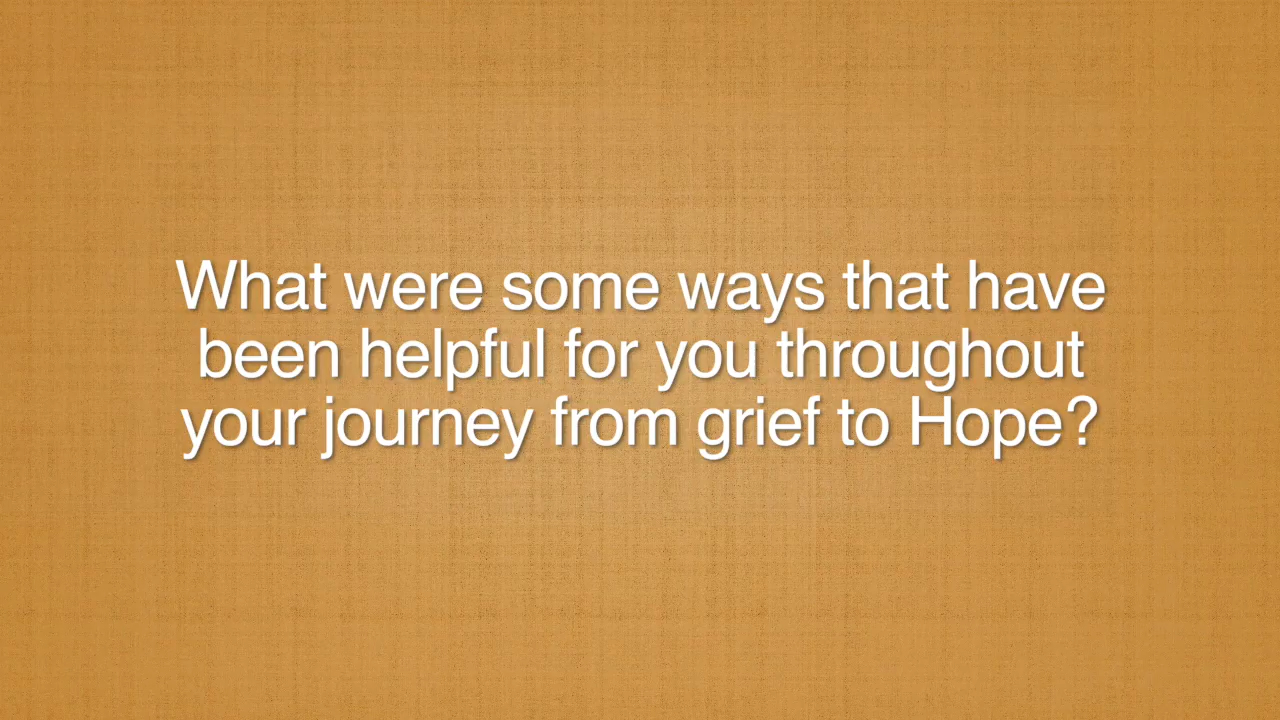 What were some ways that have
been helpful for you throughout
your journey from grief to Hope?